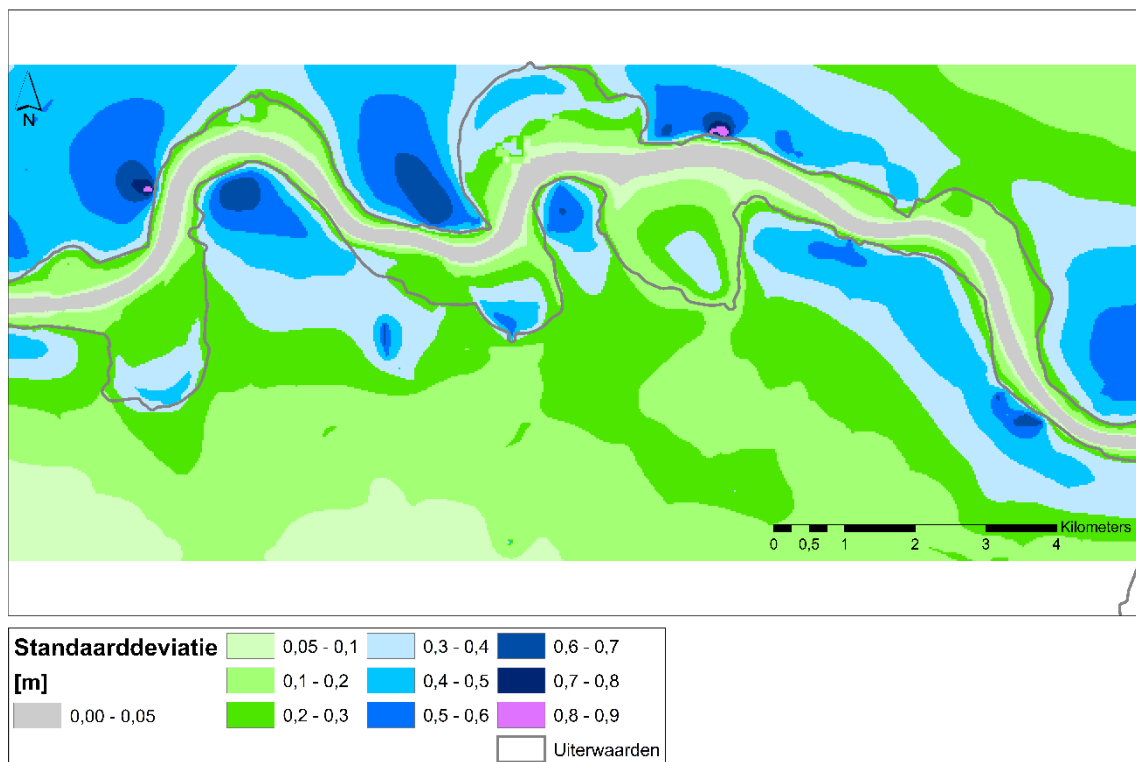 N
Kilometers
0 0,5 1 2 3 4
Standaarddeviatie
[m]
0,00 - 0,05
0,05 - 0,1
0,1 - 0,2
0,2 - 0,3
0,3 - 0,4
0,4 - 0,5
0,5 - 0,6
0,6 - 0,7
0,7 - 0,8
0,8 - 0,9
Uiterwaarden